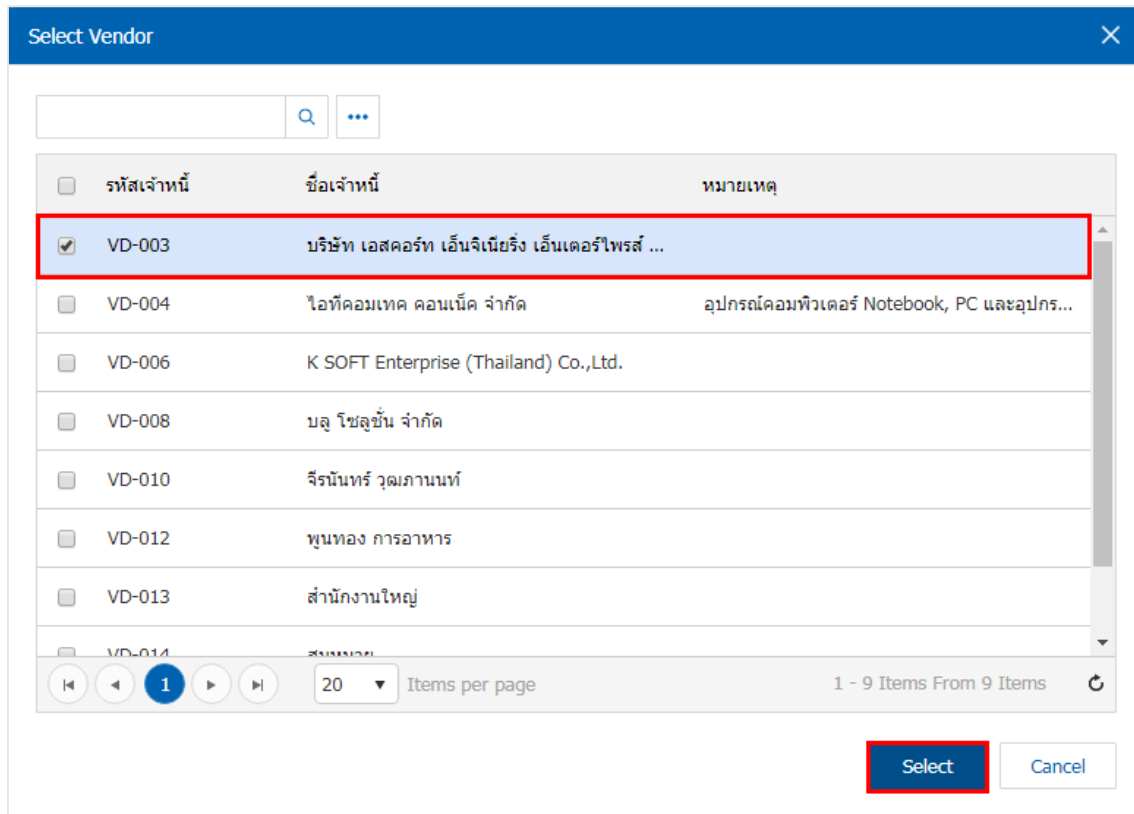 Select Vendor
รหัสเจ้าหนี้ ชื่อเจ้าหนี้ หมายเหตุ
VD-003 บริษัท เอสคอร์ท เอ็นจิเนียริ่ง เอ็นเตอร์ไพรส์ ...
VD-004 ไอทีคอมเทค คอนเน็ค จำกัด อุปกรณ์คอมพิวเตอร์ Notebook, PC และอุปกร...
VD-006 K SOFT Enterprise (Thailand) Co.,Ltd.
VD-008 บลู โซลูชั่น จำกัด
VD-010 จีรนันทร์ วุฒภานนท์
VD-012 พูนทอง การอาหาร
VD-013 สำนักงานใหญ่
VD-014
1 20 Items per page 1 - 9 Items From 9 Items
Select Cancel